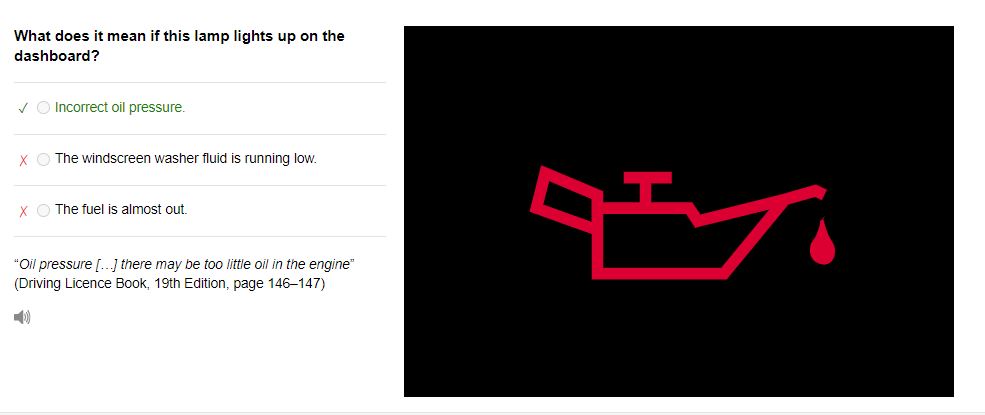 What does it mean if this lamp lights up on the
dashboard?
Incorrect oil pressure.
The windscreen washer fluid is running low.
The fuel is almost out.
“Oil pressure […] there may be too little oil in the engine”
(Driving Licence Book, 19th Edition, page 146–147)